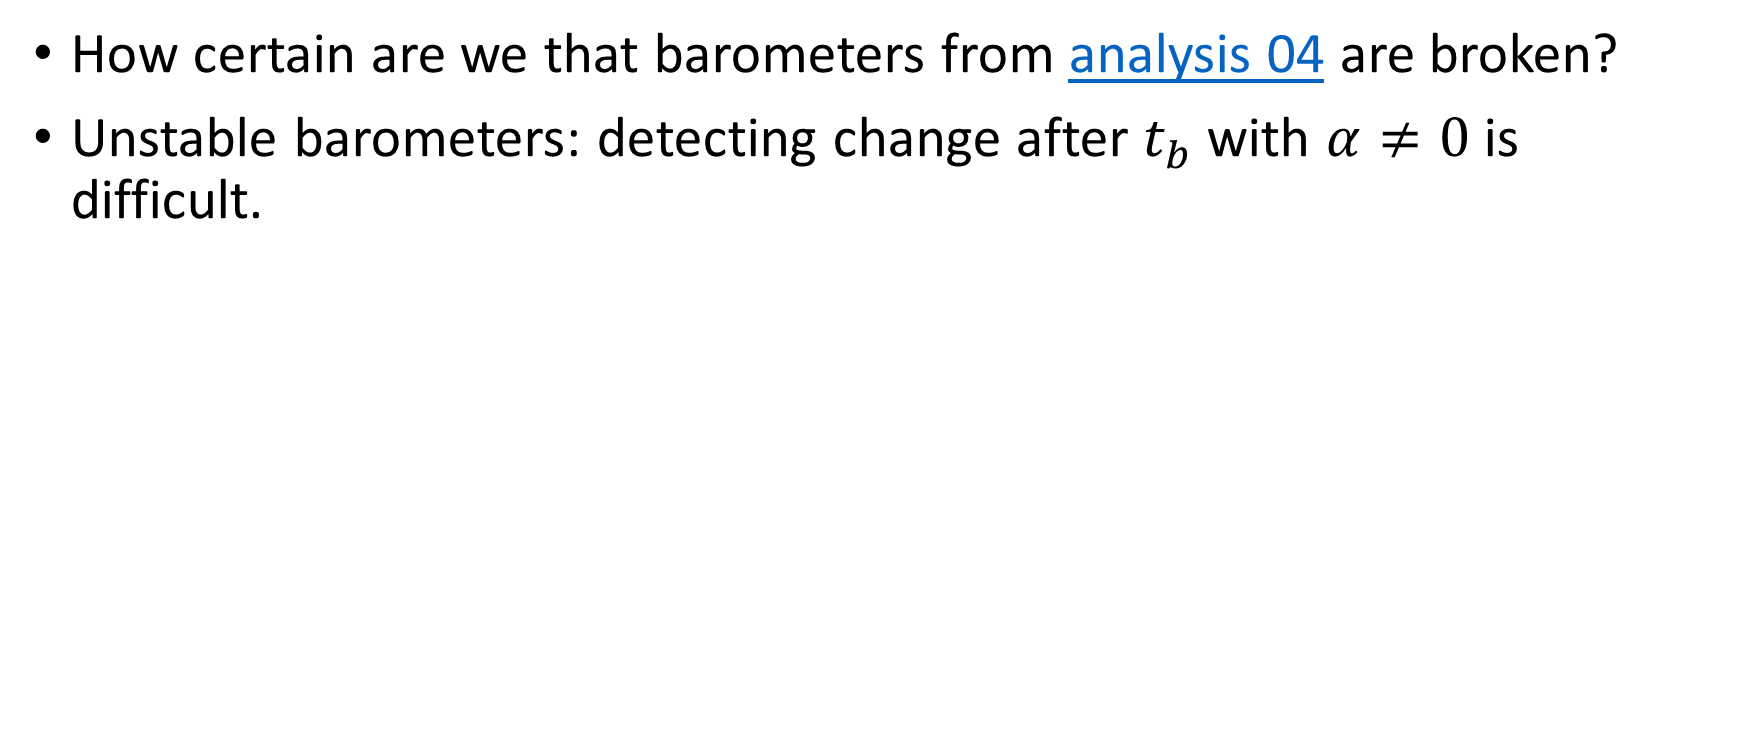 • How certain are we that barometers from analysis 04 are broken?
• Unstable barometers: detecting change after t_b with α ≠ 0 is
difficult.